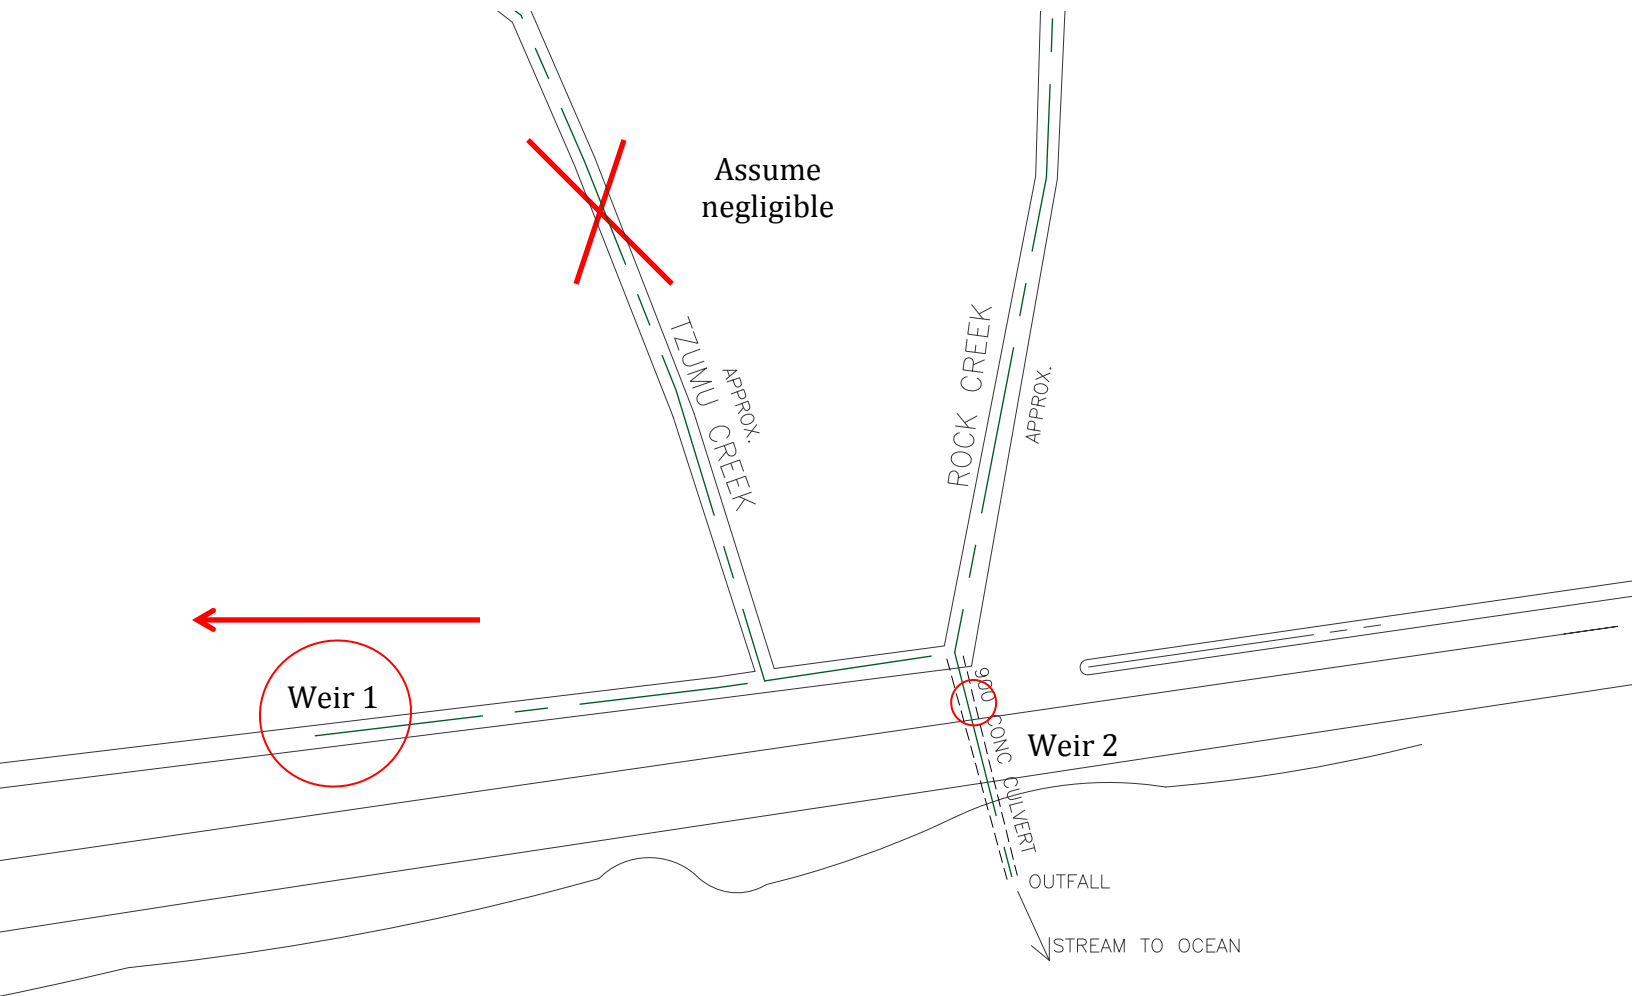 Assume
negligible
TZUMU CREEK
APPROX.
ROCK CREEK
APPROX.
Weir 1
900 CONC CULVERT
Weir 2
OUTFALL
STREAM TO OCEAN